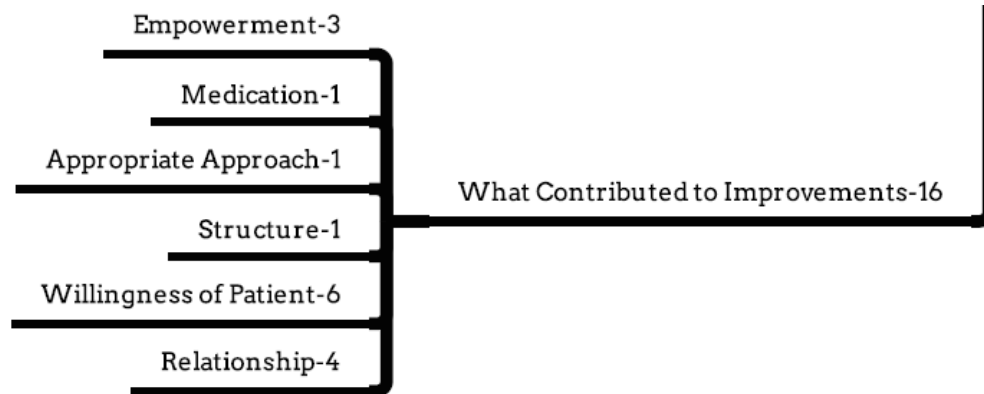 Empowerment-3
Medication-1
Appropriate Approach-1
What Contributed to Improvements-16
Structure-1
Willingness of Patient-6
Relationship-4